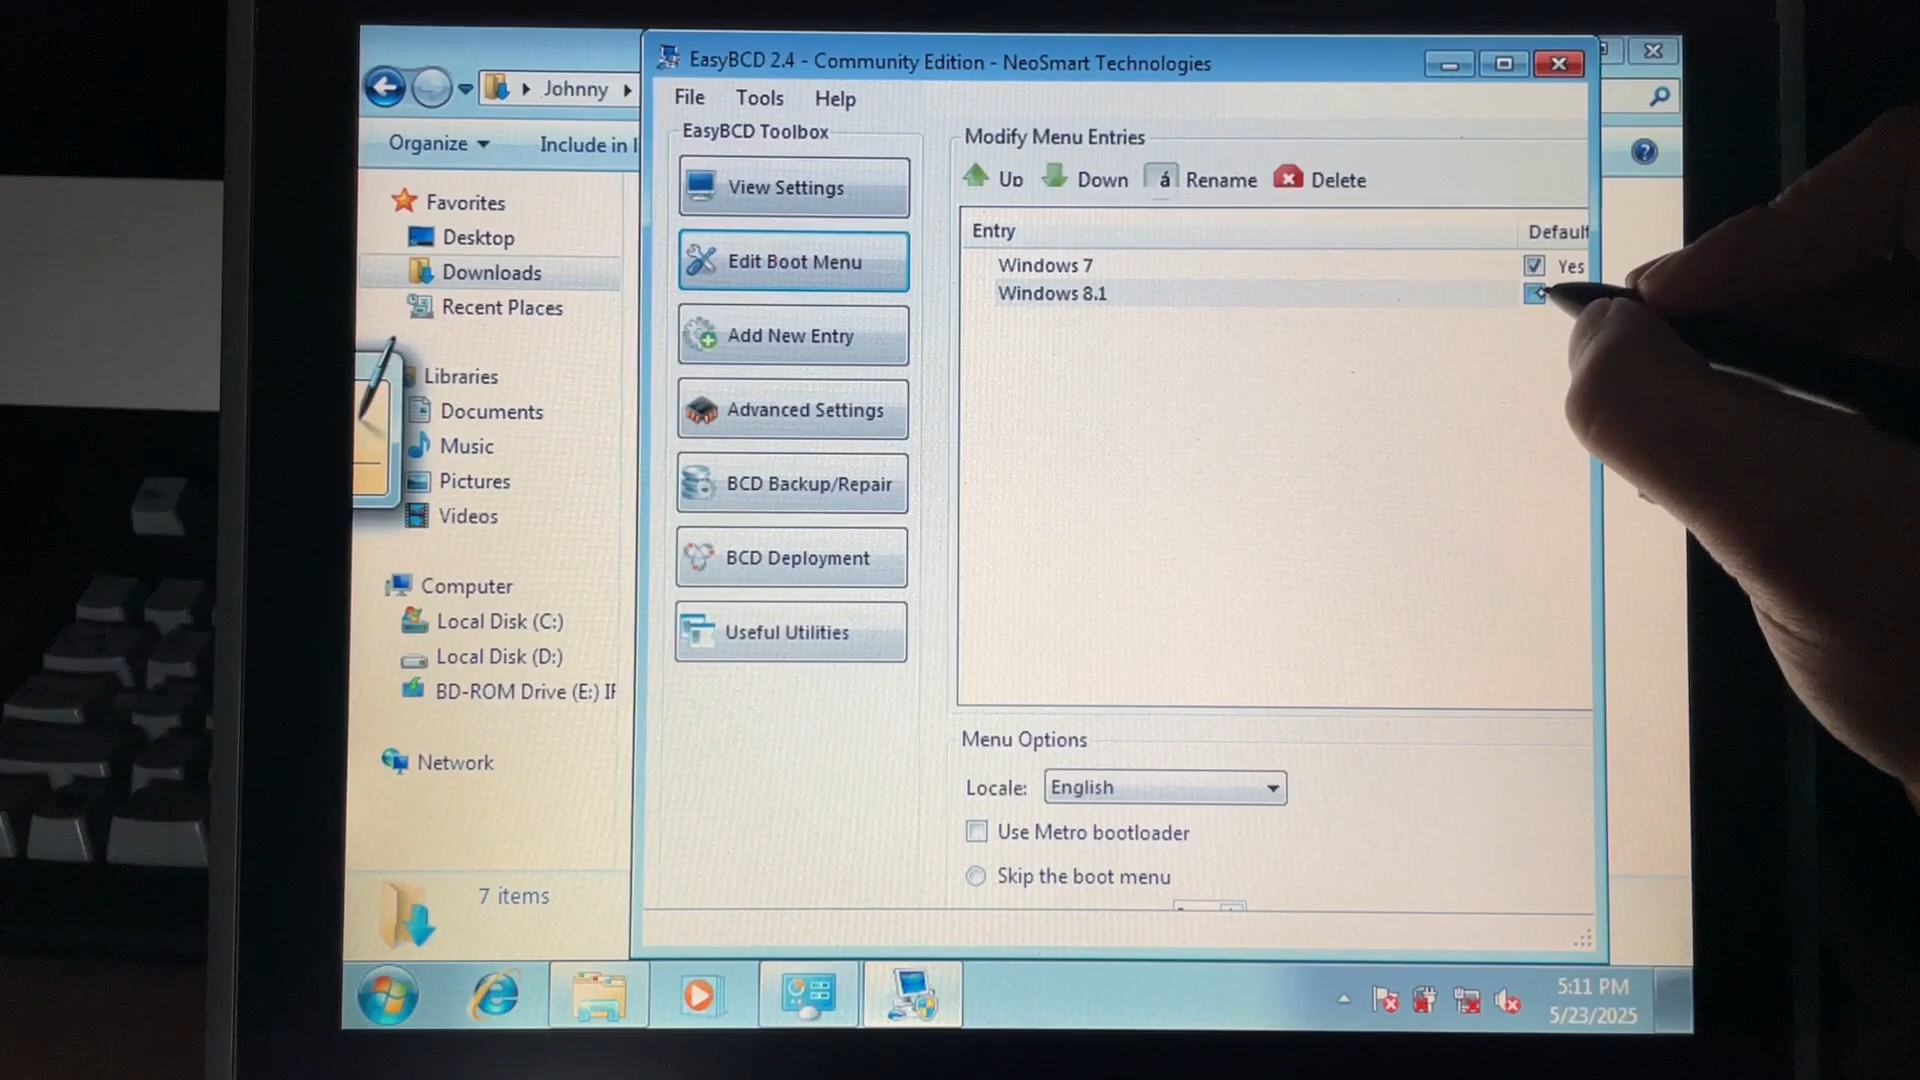 EasyBCD 2.4 - Community Edition - NeoSmart Technologies
Johnny
File Tools Help
Organize
Include in
EasyBCD Toolbox
View Settings
Edit Boot Menu
Add New Entry
Advanced Settings
BCD Backup/Repair
BCD Deployment
Useful Utilities
Modify Menu Entries
Up Down á Rename Delete
Entry Default
Windows 7 Yes
Windows 8.1
Favorites
Desktop
Downloads
Recent Places
Libraries
Documents
Music
Pictures
Videos
Computer
Local Disk (C:)
Local Disk (D:)
BD-ROM Drive (E:)
Network
7 items
Menu Options
Locale: English
Use Metro bootloader
Skip the boot menu
5:11 PM
5/23/2025